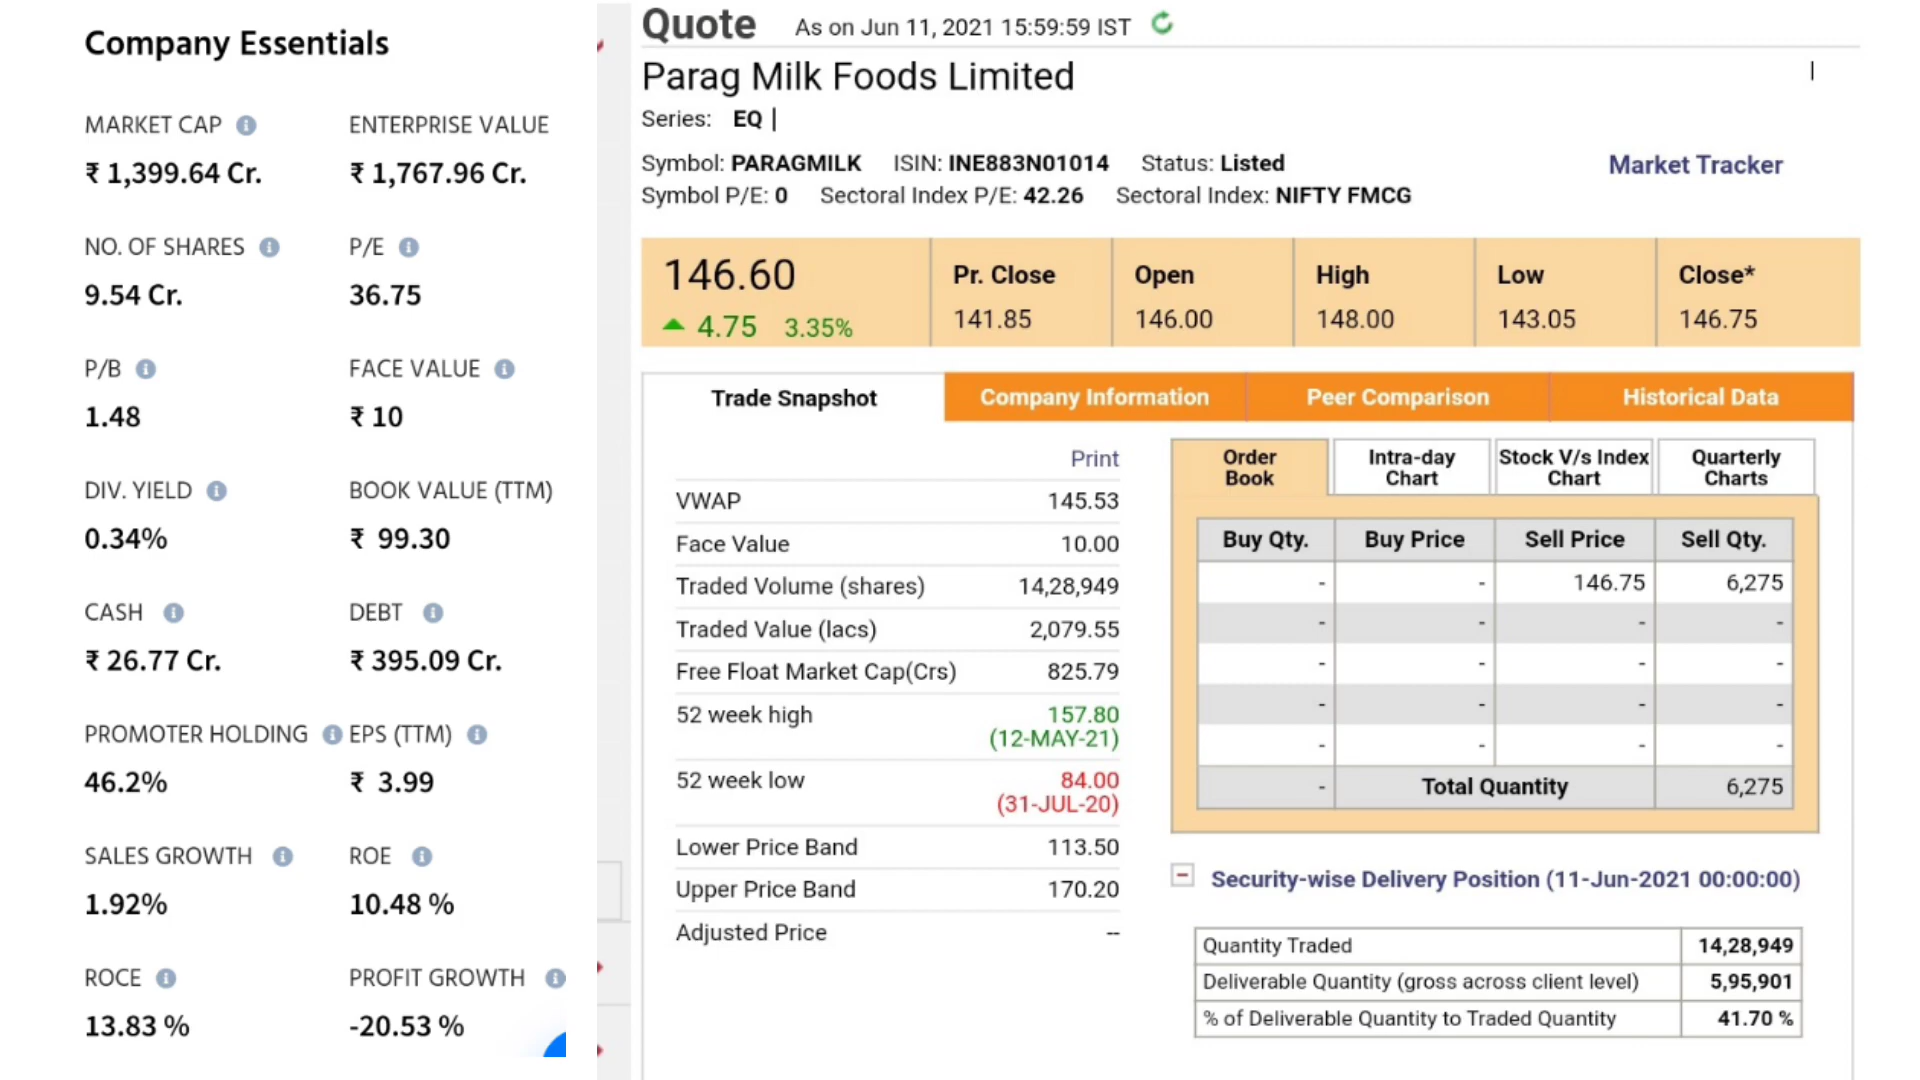 Company Essentials
MARKET CAP ENTERPRISE VALUE
₹ 1,399.64 Cr. ₹ 1,767.96 Cr.
NO. OF SHARES P/E
9.54 Cr. 36.75
P/B FACE VALUE
1.48 ₹ 10
DIV. YIELD BOOK VALUE (TTM)
0.34% ₹ 99.30
CASH DEBT
₹ 26.77 Cr. ₹ 395.09 Cr.
PROMOTER HOLDING EPS (TTM)
46.2% ₹ 3.99
SALES GROWTH ROE
1.92% 10.48 %
ROCE PROFIT GROWTH
13.83 % -20.53 %
Quote As on Jun 11, 2021 15:59:59 IST
Parag Milk Foods Limited |
Series: EQ |
Symbol: PARAGMILK ISIN: INE883N01014 Status: Listed Market Tracker
Symbol P/E: 0 Sectoral Index P/E: 42.26 Sectoral Index: NIFTY FMCG
146.60 Pr. Close Open High Low Close*
4.75 3.35% 141.85 146.00 148.00 143.05 146.75
Trade Snapshot Company Information Peer Comparison Historical Data
Print
VWAP 145.53
Face Value 10.00
Traded Volume (shares) 14,28,949
Traded Value (lacs) 2,079.55
Free Float Market Cap(Crs) 825.79
52 week high 157.80
(12-MAY-21)
52 week low 84.00
(31-JUL-20)
Lower Price Band 113.50
Upper Price Band 170.20
Adjusted Price --
Order Intra-day Stock V/s Index Quarterly
Book Chart Chart Charts
Buy Qty. Buy Price Sell Price Sell Qty.
- - 146.75 6,275
- - - -
- - - -
- - - -
- - - -
- Total Quantity 6,275
Security-wise Delivery Position (11-Jun-2021 00:00:00)
Quantity Traded 14,28,949
Deliverable Quantity (gross across client level) 5,95,901
% of Deliverable Quantity to Traded Quantity 41.70 %